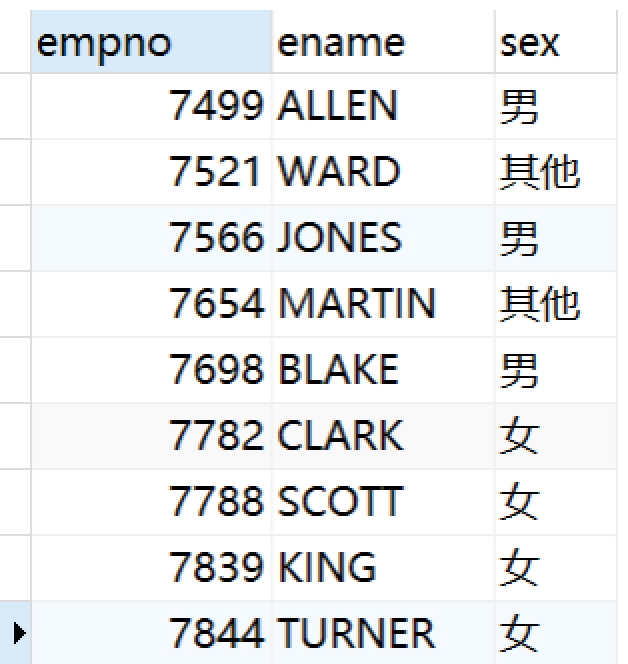 empno ename sex
7499 ALLEN 男
7521 WARD 其他
7566 JONES 男
7654 MARTIN 其他
7698 BLAKE 男
7782 CLARK 女
7788 SCOTT 女
7839 KING 女
7844 TURNER 女